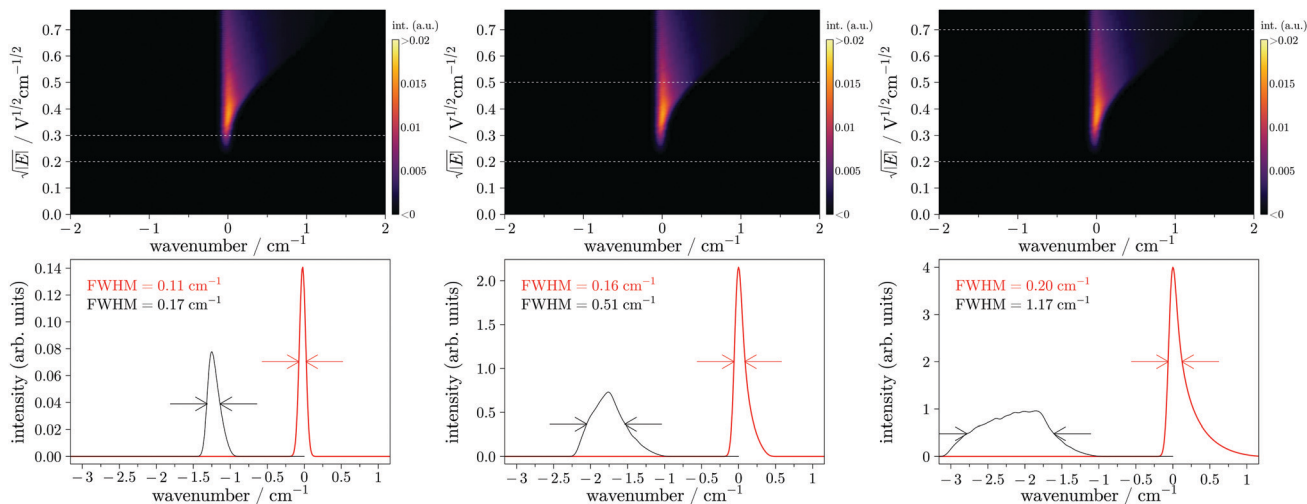 int. (a.u.)
>0.02
0.015
0.01
0.005
<0
√|E| / V1/2cm−1/2
0.7
0.6
0.5
0.4
0.3
0.2
0.1
0.0
−2 −1 0 1 2
wavenumber / cm−1
int. (a.u.)
>0.02
0.015
0.01
0.005
<0
√|E| / V1/2cm−1/2
0.7
0.6
0.5
0.4
0.3
0.2
0.1
0.0
−2 −1 0 1 2
wavenumber / cm−1
int. (a.u.)
>0.02
0.015
0.01
0.005
<0
√|E| / V1/2cm−1/2
0.7
0.6
0.5
0.4
0.3
0.2
0.1
0.0
−2 −1 0 1 2
wavenumber / cm−1
FWHM = 0.11 cm−1
FWHM = 0.17 cm−1
intensity (arb. units)
0.14
0.12
0.10
0.08
0.06
0.04
0.02
0.00
−3 −2.5 −2 −1.5 −1 −0.5 0 0.5 1
wavenumber / cm−1
FWHM = 0.16 cm−1
FWHM = 0.51 cm−1
intensity (arb. units)
2.0
1.5
1.0
0.5
0.0
−3 −2.5 −2 −1.5 −1 −0.5 0 0.5 1
wavenumber / cm−1
FWHM = 0.20 cm−1
FWHM = 1.17 cm−1
intensity (arb. units)
4
3
2
1
0
−3 −2.5 −2 −1.5 −1 −0.5 0 0.5 1
wavenumber / cm−1